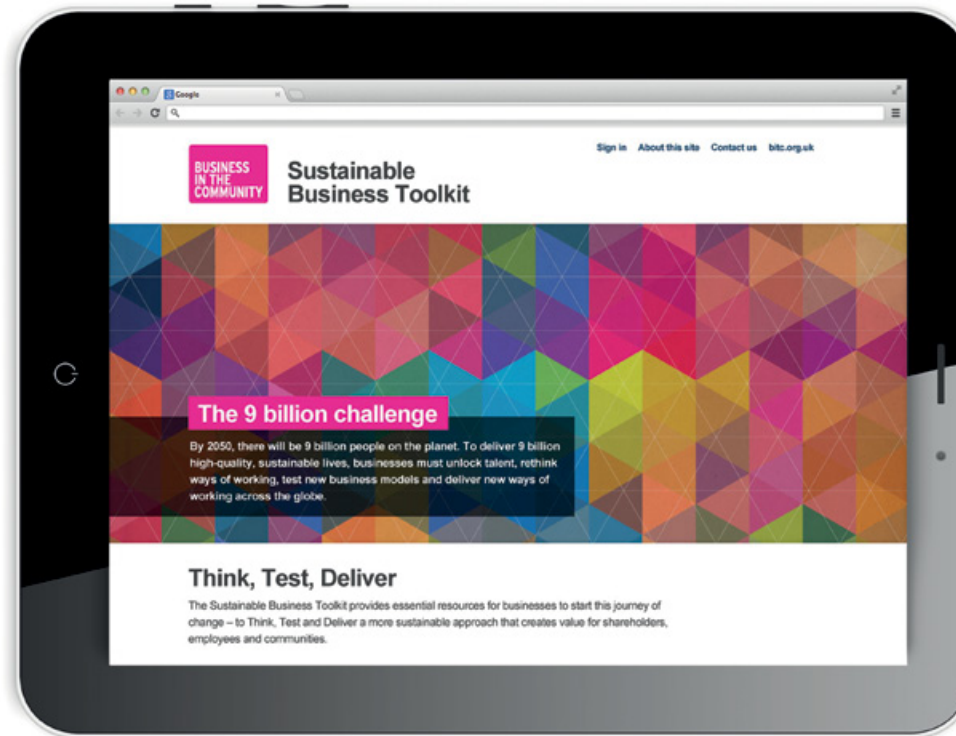 Google
BUSINESS
IN THE
COMMUNITY
Sustainable
Business Toolkit
Sign in About this site Contact us bitc.org.uk
The 9 billion challenge
By 2050, there will be 9 billion people on the planet. To deliver 9 billion
high-quality, sustainable lives, businesses must unlock talent, rethink
ways of working, test new business models and deliver new ways of
working across the globe.
Think, Test, Deliver
The Sustainable Business Toolkit provides essential resources for businesses to start this journey of
change – to Think, Test and Deliver a more sustainable approach that creates value for shareholders,
employees and communities.